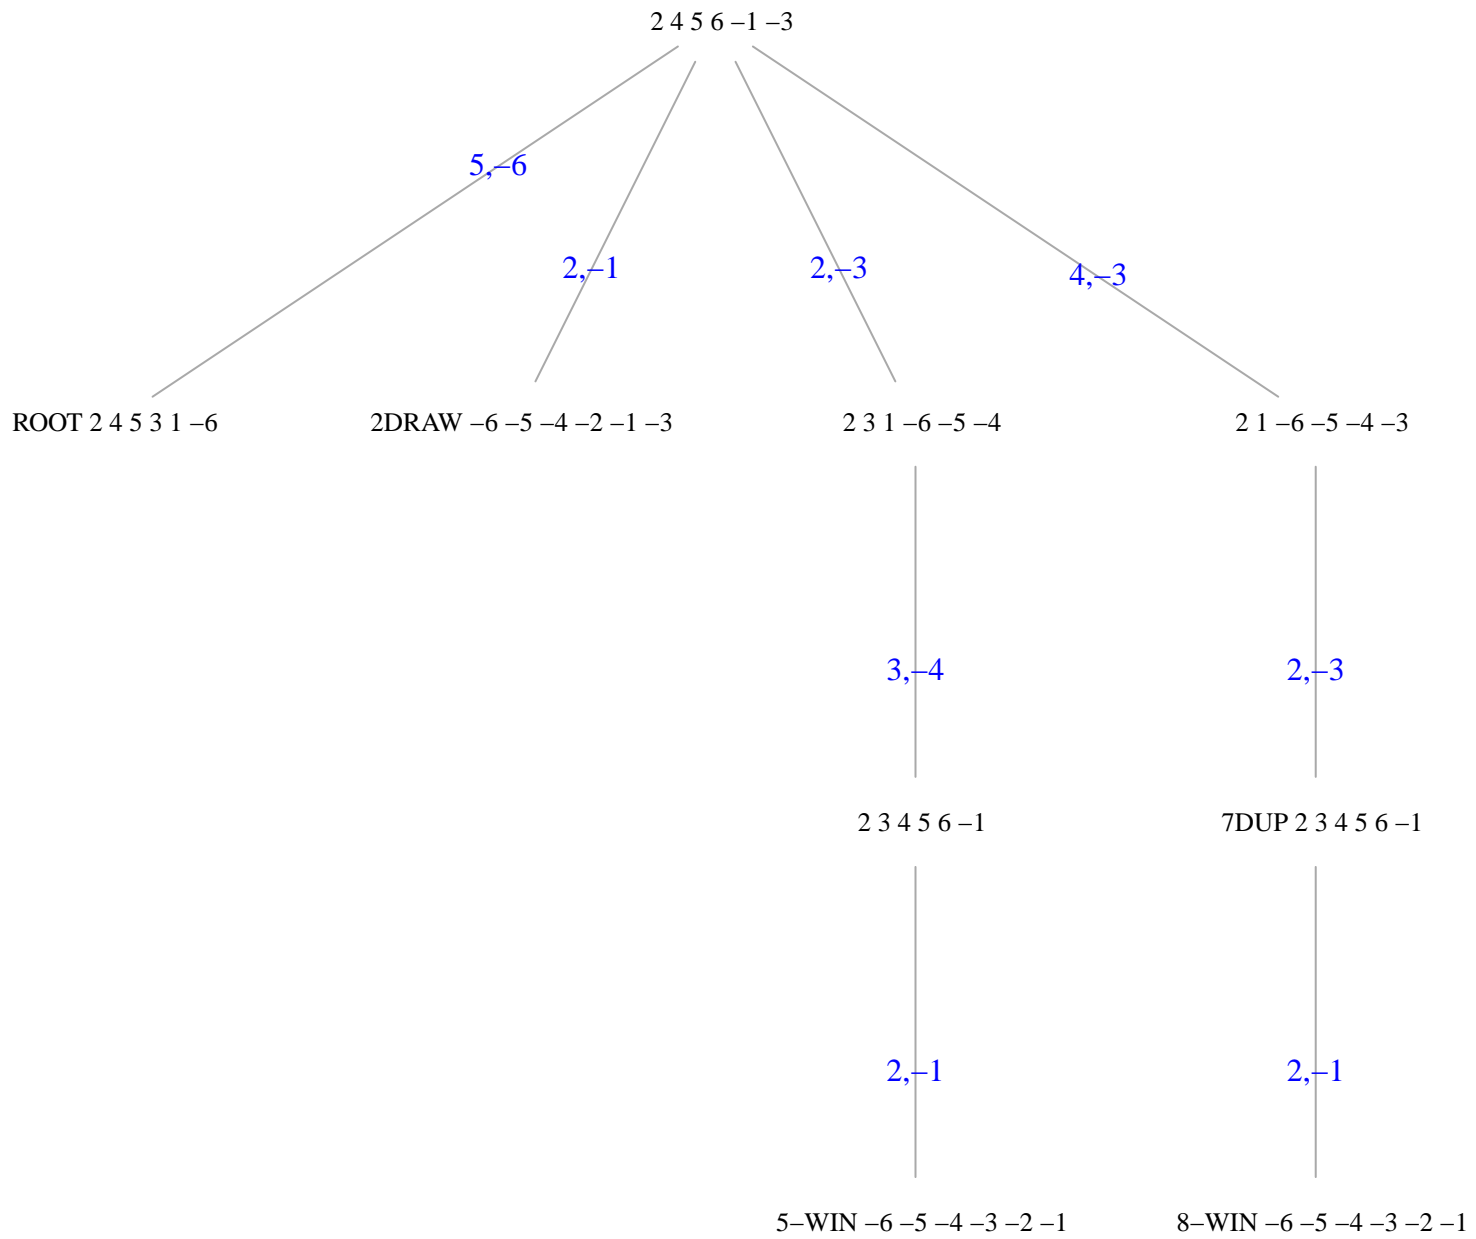 2 4 5 6 –1 –3
5,–6
2,–1
2,–3
4,–3
ROOT 2 4 5 3 1 –6
2DRAW –6 –5 –4 –2 –1 –3
2 3 1 –6 –5 –4
2 1 –6 –5 –4 –3
3,–4
2,–3
2 3 4 5 6 –1
7DUP 2 3 4 5 6 –1
2,–1
2,–1
5–WIN –6 –5 –4 –3 –2 –1
8–WIN –6 –5 –4 –3 –2 –1